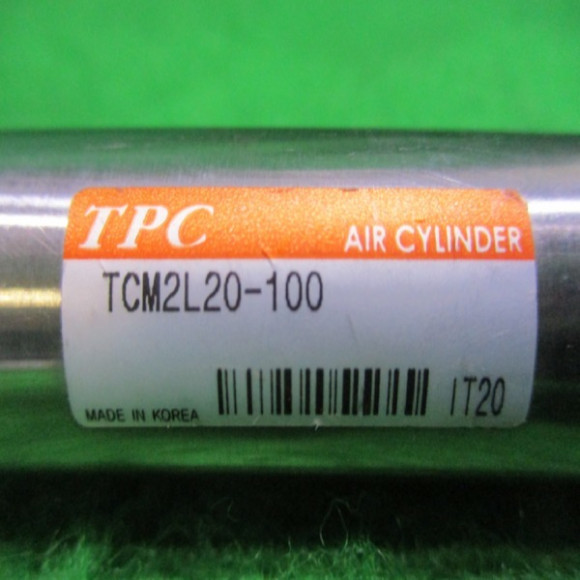 TPC AIR CYLINDER
TCM2L20-100
MADE IN KOREA IT20